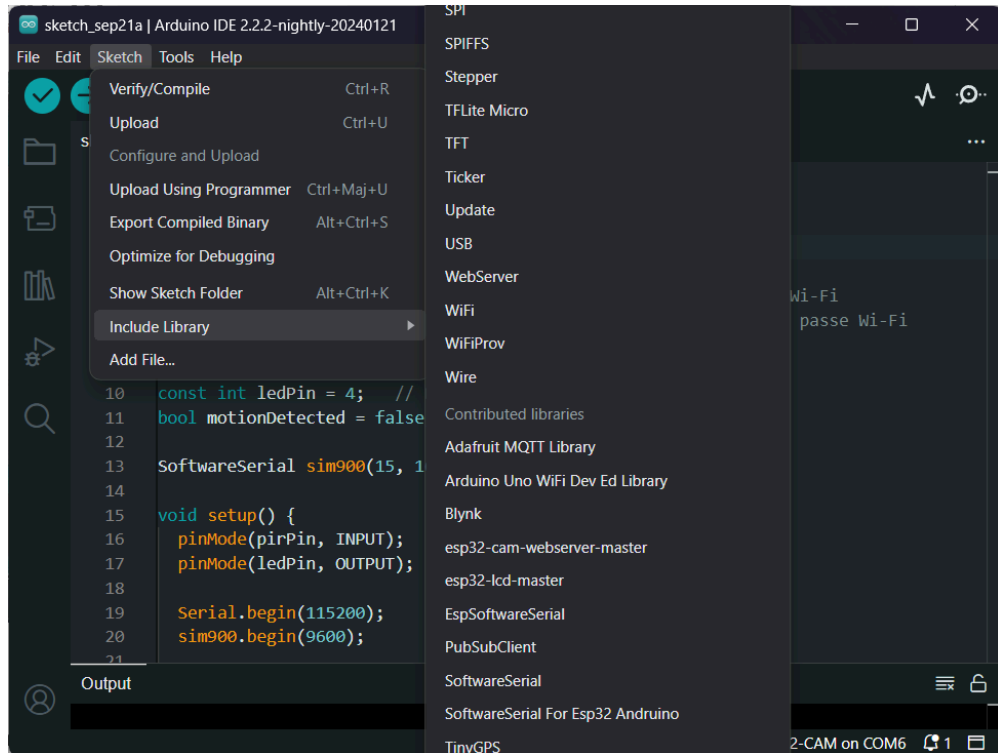 sketch_sep21a | Arduino IDE 2.2.2-nightly-20240121
File Edit Sketch Tools Help
Verify/Compile Ctrl+R
Upload Ctrl+U
Configure and Upload
Upload Using Programmer Ctrl+Maj+U
Export Compiled Binary Alt+Ctrl+S
Optimize for Debugging
Show Sketch Folder Alt+Ctrl+K
Include Library
Add File...
SPI
SPIFFS
Stepper
TFLite Micro
TFT
Ticker
Update
USB
WebServer
WiFi
WiFiProv
Wire
Contributed libraries
Adafruit MQTT Library
Arduino Uno WiFi Dev Ed Library
Blynk
esp32-cam-webserver-master
esp32-lcd-master
EspSoftwareSerial
PubSubClient
SoftwareSerial
SoftwareSerial For Esp32 Andruino
TinyGPS
s
Wi-Fi
passe Wi-Fi
10 const int ledPin = 4; //
11 bool motionDetected = false
12
13 SoftwareSerial sim900(15, 1
14
15 void setup() {
16 pinMode(pirPin, INPUT);
17 pinMode(ledPin, OUTPUT);
18
19 Serial.begin(115200);
20 sim900.begin(9600);
21
Output
2-CAM on COM6 1